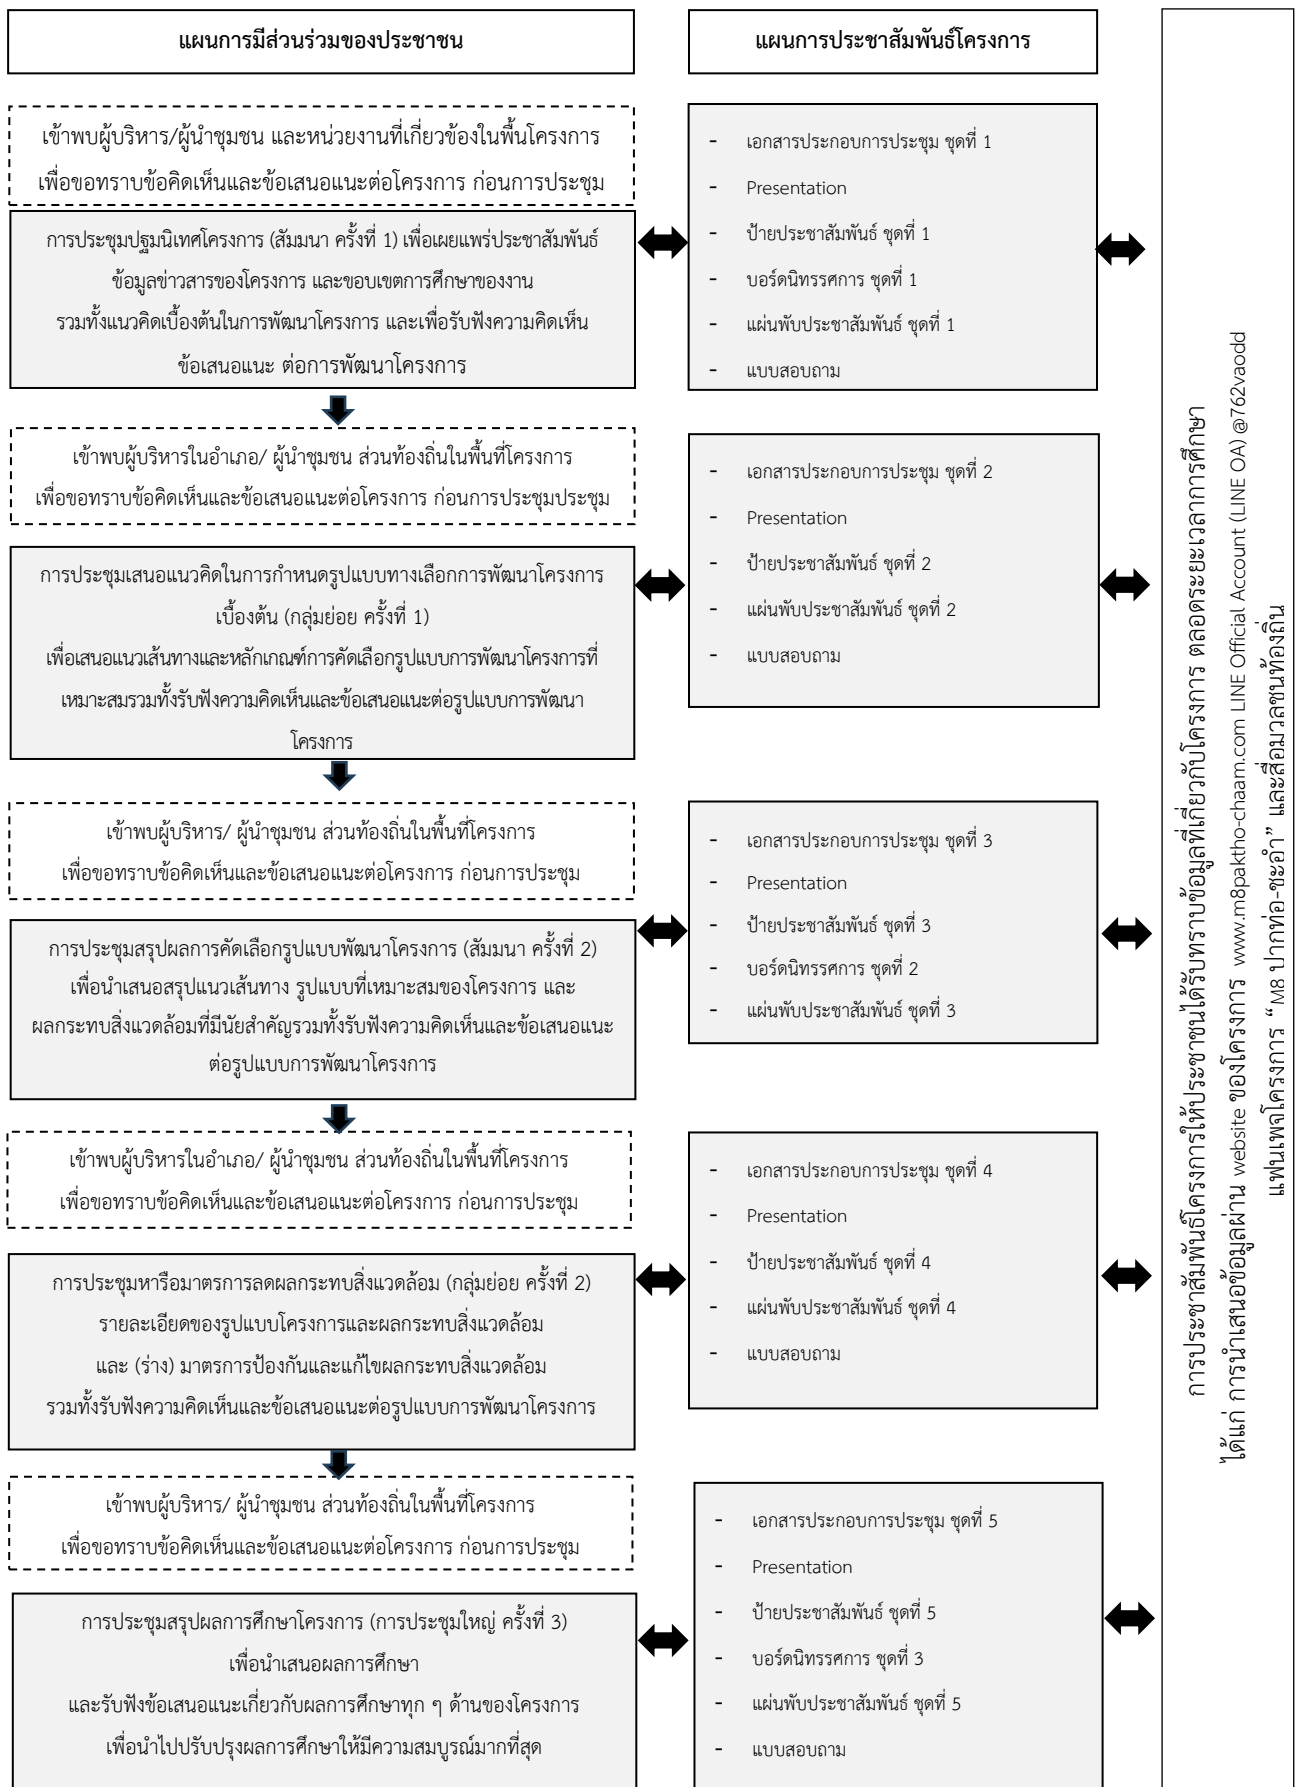 แผนการมีส่วนร่วมของประชาชน
แผนการประชาสัมพันธ์โครงการ
เข้าพบผู้บริหาร/ผู้นำชุมชน และหน่วยงานที่เกี่ยวข้องในพื้นโครงการ
เพื่อขอทราบข้อคิดเห็นและข้อเสนอแนะต่อโครงการ ก่อนการประชุม
การประชุมปฐมนิเทศโครงการ (สัมมนา ครั้งที่ 1) เพื่อเผยแพร่ประชาสัมพันธ์
ข้อมูลข่าวสารของโครงการ และขอบเขตการศึกษาของงาน
รวมทั้งแนวคิดเบื้องต้นในการพัฒนาโครงการ และเพื่อรับฟังความคิดเห็น
ข้อเสนอแนะ ต่อการพัฒนาโครงการ
- เอกสารประกอบการประชุม ชุดที่ 1
- Presentation
- ป้ายประชาสัมพันธ์ ชุดที่ 1
- บอร์ดนิทรรศการ ชุดที่ 1
- แผ่นพับประชาสัมพันธ์ ชุดที่ 1
- แบบสอบถาม
เข้าพบผู้บริหารในอำเภอ/ ผู้นำชุมชน ส่วนท้องถิ่นในพื้นที่โครงการ
เพื่อขอทราบข้อคิดเห็นและข้อเสนอแนะต่อโครงการ ก่อนการประชุมประชุม
การประชุมเสนอแนวคิดในการกำหนดรูปแบบทางเลือกการพัฒนาโครงการ
เบื้องต้น (กลุ่มย่อย ครั้งที่ 1)
เพื่อเสนอแนวเส้นทางและหลักเกณฑ์การคัดเลือกรูปแบบการพัฒนาโครงการที่
เหมาะสมรวมทั้งรับฟังความคิดเห็นและข้อเสนอแนะต่อรูปแบบการพัฒนา
โครงการ
- เอกสารประกอบการประชุม ชุดที่ 2
- Presentation
- ป้ายประชาสัมพันธ์ ชุดที่ 2
- แผ่นพับประชาสัมพันธ์ ชุดที่ 2
- แบบสอบถาม
เข้าพบผู้บริหาร/ ผู้นำชุมชน ส่วนท้องถิ่นในพื้นที่โครงการ
เพื่อขอทราบข้อคิดเห็นและข้อเสนอแนะต่อโครงการ ก่อนการประชุม
การประชุมสรุปผลการคัดเลือกรูปแบบพัฒนาโครงการ (สัมมนา ครั้งที่ 2)
เพื่อนำเสนอสรุปแนวเส้นทาง รูปแบบที่เหมาะสมของโครงการ และ
ผลกระทบสิ่งแวดล้อมที่มีนัยสำคัญรวมทั้งรับฟังความคิดเห็นและข้อเสนอแนะ
ต่อรูปแบบการพัฒนาโครงการ
- เอกสารประกอบการประชุม ชุดที่ 3
- Presentation
- ป้ายประชาสัมพันธ์ ชุดที่ 3
- บอร์ดนิทรรศการ ชุดที่ 2
- แผ่นพับประชาสัมพันธ์ ชุดที่ 3
เข้าพบผู้บริหารในอำเภอ/ ผู้นำชุมชน ส่วนท้องถิ่นในพื้นที่โครงการ
เพื่อขอทราบข้อคิดเห็นและข้อเสนอแนะต่อโครงการ ก่อนการประชุม
การประชุมหารือมาตรการลดผลกระทบสิ่งแวดล้อม (กลุ่มย่อย ครั้งที่ 2)
รายละเอียดของรูปแบบโครงการและผลกระทบสิ่งแวดล้อม
และ (ร่าง) มาตรการป้องกันและแก้ไขผลกระทบสิ่งแวดล้อม
รวมทั้งรับฟังความคิดเห็นและข้อเสนอแนะต่อรูปแบบการพัฒนาโครงการ
- เอกสารประกอบการประชุม ชุดที่ 4
- Presentation
- ป้ายประชาสัมพันธ์ ชุดที่ 4
- แผ่นพับประชาสัมพันธ์ ชุดที่ 4
- แบบสอบถาม
เข้าพบผู้บริหาร/ ผู้นำชุมชน ส่วนท้องถิ่นในพื้นที่โครงการ
เพื่อขอทราบข้อคิดเห็นและข้อเสนอแนะต่อโครงการ ก่อนการประชุม
การประชุมสรุปผลการศึกษาโครงการ (การประชุมใหญ่ ครั้งที่ 3)
เพื่อนำเสนอผลการศึกษา
และรับฟังข้อเสนอแนะเกี่ยวกับผลการศึกษาทุก ๆ ด้านของโครงการ
เพื่อนำไปปรับปรุงผลการศึกษาให้มีความสมบูรณ์มากที่สุด
- เอกสารประกอบการประชุม ชุดที่ 5
- Presentation
- ป้ายประชาสัมพันธ์ ชุดที่ 5
- บอร์ดนิทรรศการ ชุดที่ 3
- แผ่นพับประชาสัมพันธ์ ชุดที่ 5
- แบบสอบถาม
การประชาสัมพันธ์โครงการให้ประชาชนได้รับทราบข้อมูลที่เกี่ยวกับโครงการ ตลอดระยะเวลาการศึกษา
ได้แก่ การนำเสนอข้อมูลผ่าน website ของโครงการ www.m8paktho-chaam.com LINE Official Account (LINE OA) @762vaodd
แฟนเพจโครงการ “M8 ปากท่อ-ชะอำ” และสื่อมวลชนท้องถิ่น